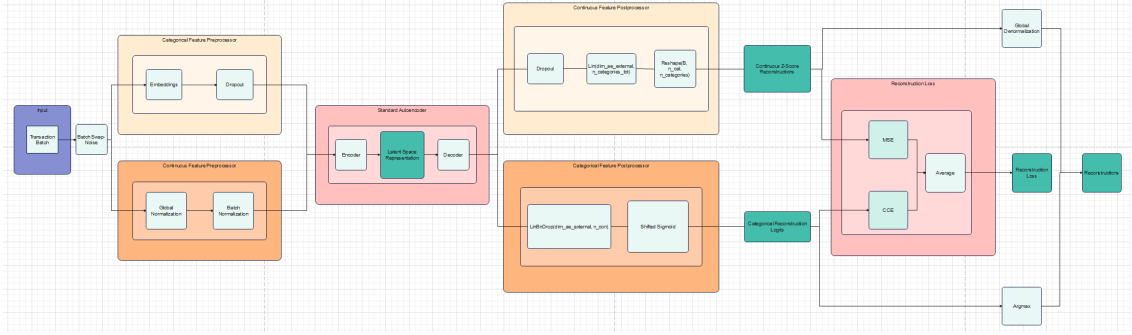 Input
Transaction
Batch
Batch Swap-
Noise
Categorical Feature Preprocessor
Embeddings
Dropout
Continuous Feature Preprocessor
Global
Normalization
Batch
Normalization
Standard Autoencoder
Encoder
Latent Space
Representation
Decoder
Continuous Feature Postprocessor
Dropout
Lin(dim_ae_external,
n_categories_tot)
Reshape(B,
n_cat,
n_categories)
Categorical Feature Postprocessor
LinBnDrop(dim_ae_external, n_con)
Shifted Sigmoid
Continuous Z-Score
Reconstructions
Categorical Reconstruction
Logits
Reconstruction Loss
MSE
CCE
Average
Global
Denormalization
Reconstruction
Loss
Reconstructions
Argmax